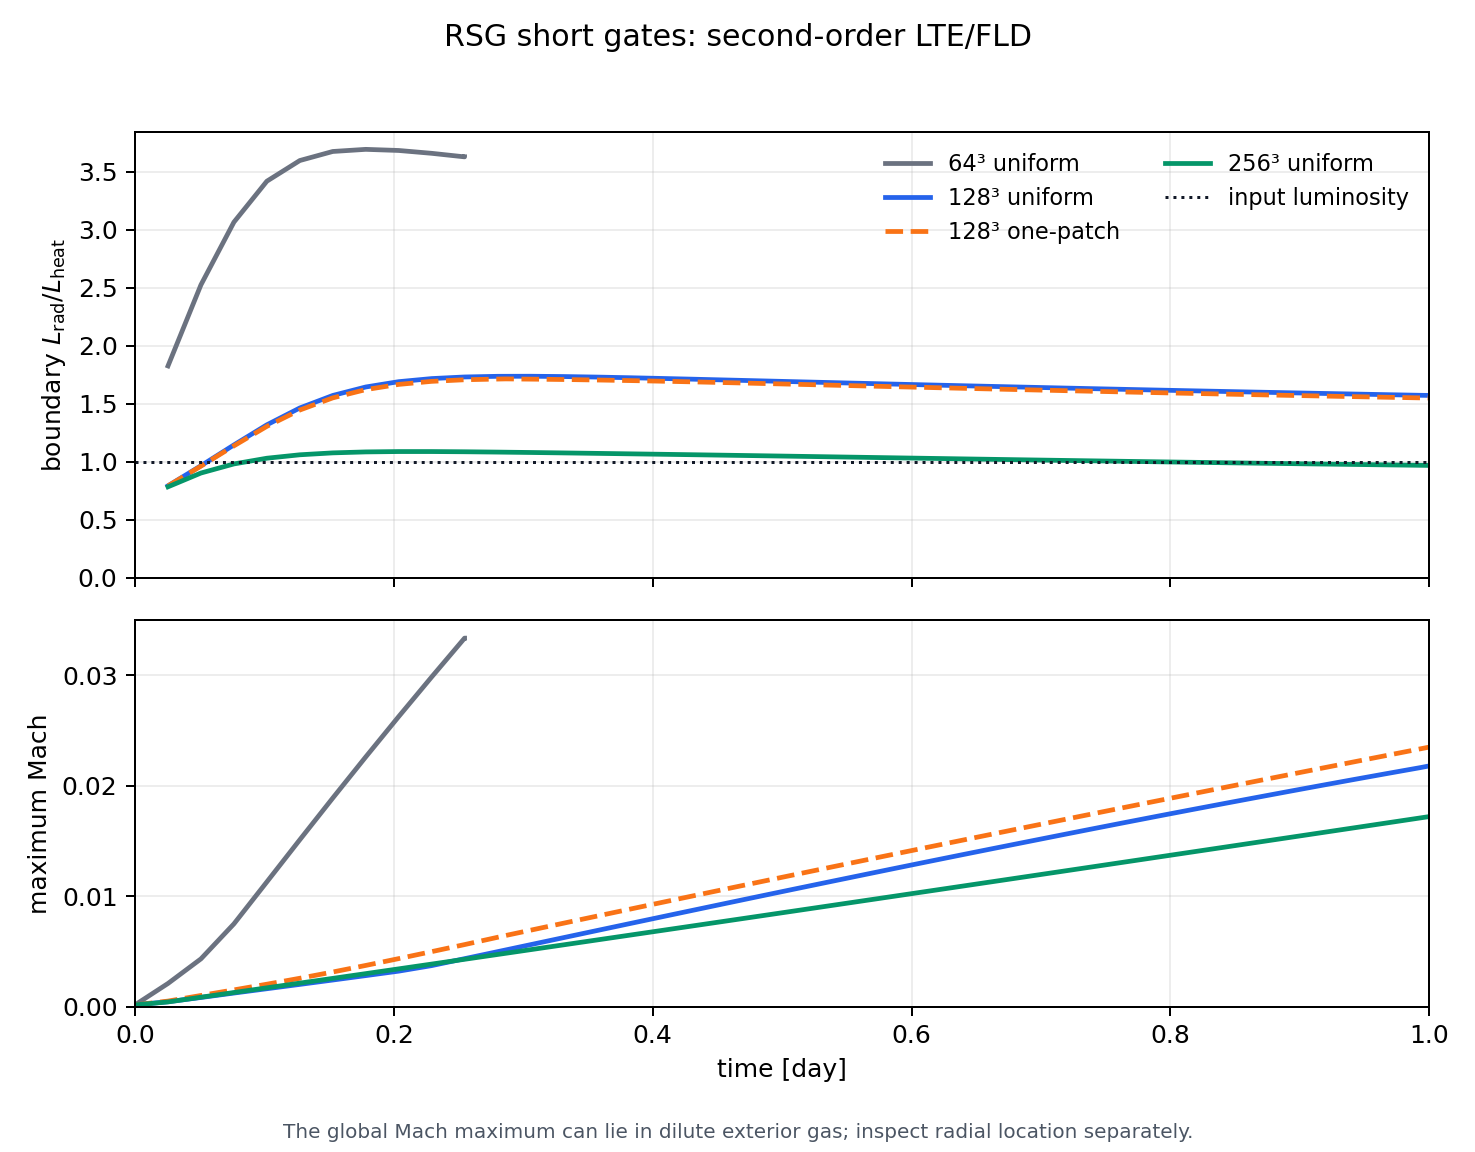 RSG short gates: second-order LTE/FLD
boundary L_rad/L_heat
3.5
3.0
2.5
2.0
1.5
1.0
0.5
0.0
64³ uniform
128³ uniform
128³ one-patch
256³ uniform
input luminosity
maximum Mach
0.03
0.02
0.01
0.00
0.0 0.2 0.4 0.6 0.8 1.0
time [day]
The global Mach maximum can lie in dilute exterior gas; inspect radial location separately.